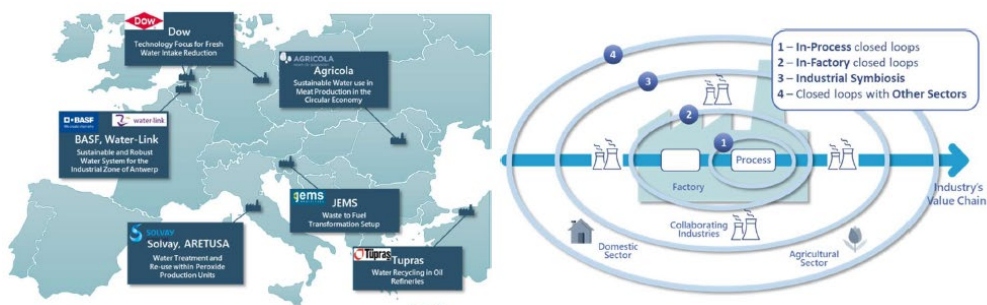 DOW
Dow
Technology Focus for Fresh
Water Intake Reduction
AGRICOLA
Agricola
Sustainable Water use in
Meat Production in the
Circular Economy
BASF
water-link
BASF, Water-Link
Sustainable and Robust
Water System for the
Industrial Zone of Antwerp
jems
JEMS
Waste to Fuel
Transformation Setup
SOLVAY
Solvay, ARETUSA
Water Treatment and
Re-use within Peroxide
Production Units
Tüpraş
Tupras
Water Recycling in Oil
Refineries
1 – In-Process closed loops
2 – In-Factory closed loops
3 – Industrial Symbiosis
4 – Closed loops with Other Sectors
4
3
2
1
Process
Factory
Industry's
Value Chain
Collaborating
Industries
Domestic
Sector
Agricultural
Sector